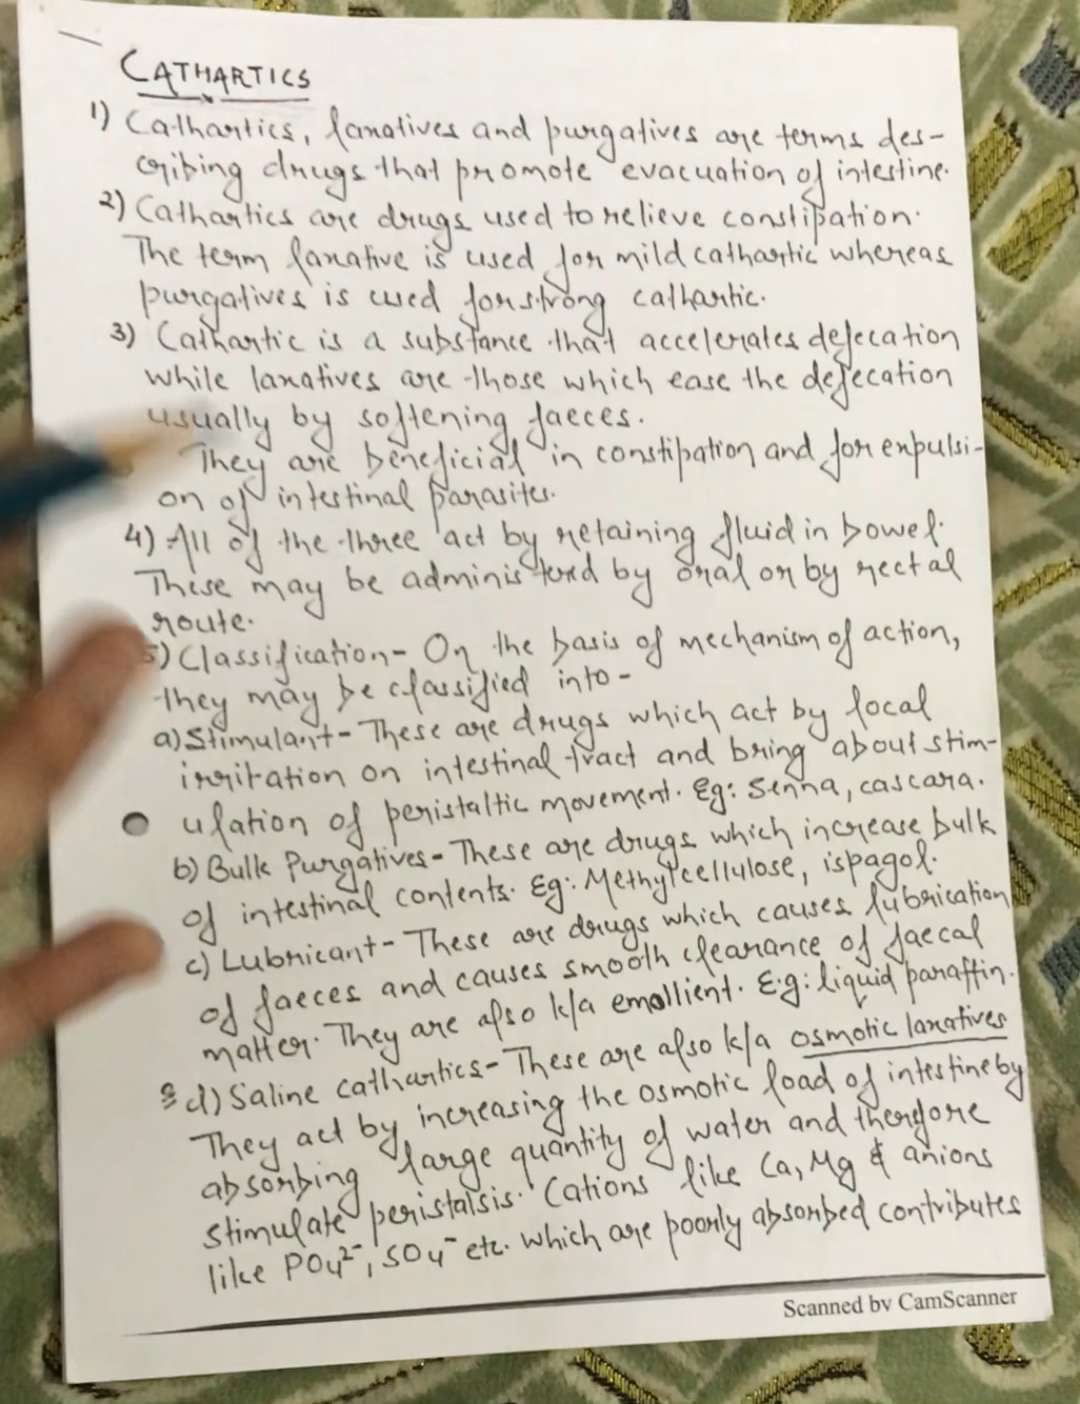 CATHARTICS
1) Cathartics, laxatives and purgatives are terms des-
cribing drugs that promote evacuation of intestine.
2) Cathartics are drugs used to relieve constipation.
The term laxative is used for mild cathartic whereas
purgatives is used for strong cathartic.
3) Cathartic is a substance that accelerates defecation
while laxatives are those which ease the defecation
usually by softening faeces.
They are beneficial in constipation and for expulsi-
on of intestinal parasites.
4) All of the three act by retaining fluid in bowel.
These may be administerd by oral or by rectal
route.
5) Classification - On the basis of mechanism of action,
they may be classified into -
a) Stimulant - These are drugs which act by local
irritation on intestinal tract and bring about stim-
ulation of peristaltic movement. Eg: Senna, cascara.
b) Bulk Purgatives - These are drugs which increase bulk
of intestinal contents. Eg: Methylcellulose, ispagol.
c) Lubricant - These are drugs which causes lubrication
of faeces and causes smooth clearance of faecal
matter. They are also k/a emollient. E.g: liquid paraffin.
d) Saline cathartics - These are also k/a osmotic laxatives
They act by increasing the osmotic load of intestine by
absorbing large quantity of water and therefore
stimulate peristalsis. Cations like Ca, Mg & anions
like PO₄²⁻, SO₄⁻ etc. which are poorly absorbed contributes
Scanned by CamScanner